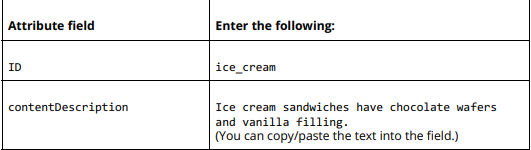 Attribute field Enter the following:
ID ice_cream
contentDescription Ice cream sandwiches have chocolate wafers
and vanilla filling.
(You can copy/paste the text into the field.)